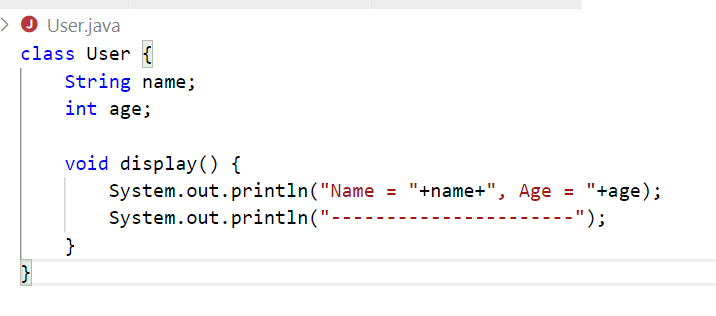 User.java
class User {
    String name;
    int age;

    void display() {
        System.out.println("Name = "+name+", Age = "+age);
        System.out.println("----------------------");
    }
}